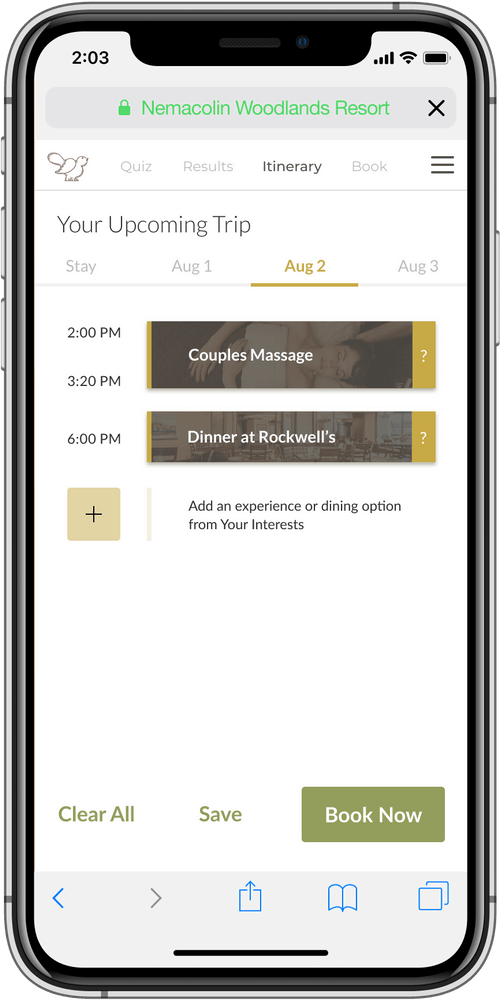 2:03
Nemacolin Woodlands Resort
Quiz Results Itinerary Book
Your Upcoming Trip
Stay Aug 1 Aug 2 Aug 3
2:00 PM
Couples Massage ?
3:20 PM
6:00 PM Dinner at Rockwell's ?
+ Add an experience or dining option
from Your Interests
Clear All Save Book Now